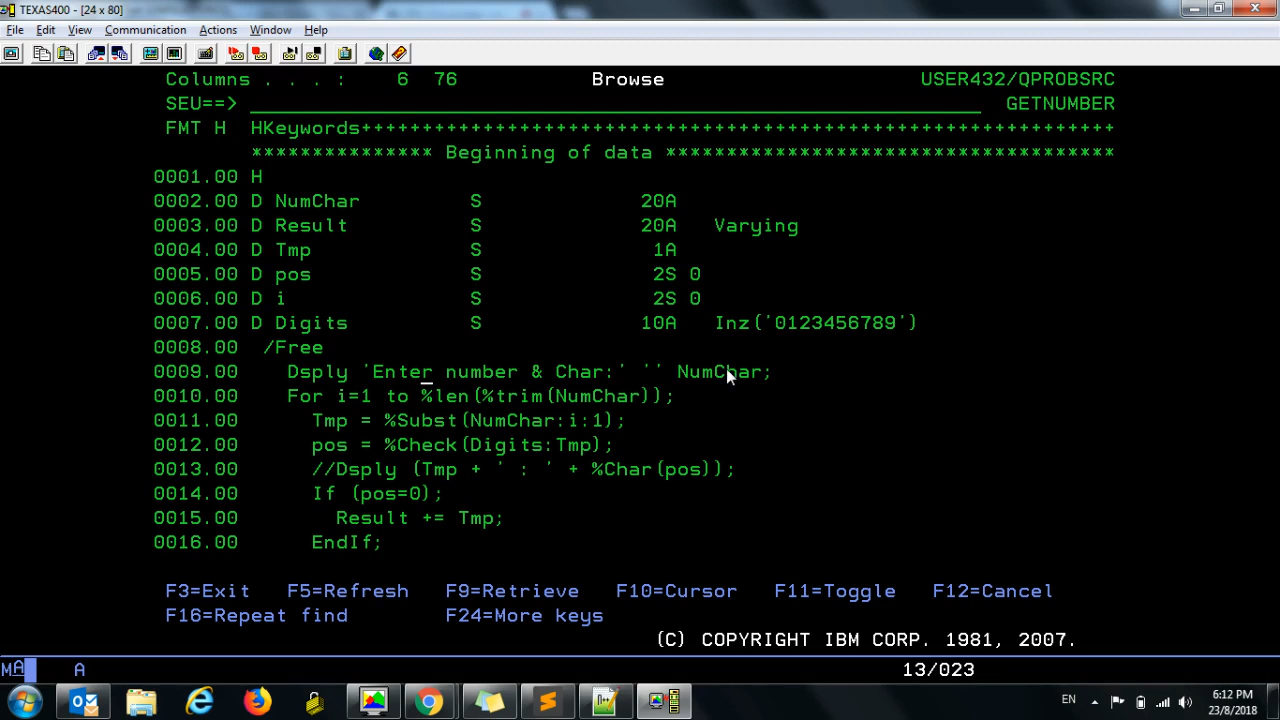 TEXAS400 - [24 x 80]
File Edit View Communication Actions Window Help
Columns . . . : 6 76 Browse USER432/QPROBSRC
SEU==> GETNUMBER
FMT H HKeywords++++++++++++++++++++++++++++++++++++++++++++++++++++++++++++++
*************** Beginning of data *************************************
0001.00 H
0002.00 D NumChar S 20A
0003.00 D Result S 20A Varying
0004.00 D Tmp S 1A
0005.00 D pos S 2S 0
0006.00 D i S 2S 0
0007.00 D Digits S 10A Inz('0123456789')
0008.00 /Free
0009.00 Dsply 'Enter number & Char:' '' NumChar;
0010.00 For i=1 to %len(%trim(NumChar));
0011.00 Tmp = %Subst(NumChar:i:1);
0012.00 pos = %Check(Digits:Tmp);
0013.00 //Dsply (Tmp + ' : ' + %Char(pos));
0014.00 If (pos=0);
0015.00 Result += Tmp;
0016.00 EndIf;
F3=Exit F5=Refresh F9=Retrieve F10=Cursor F11=Toggle F12=Cancel
F16=Repeat find F24=More keys
(C) COPYRIGHT IBM CORP. 1981, 2007.
MA A 13/023
EN 6:12 PM
23/8/2018